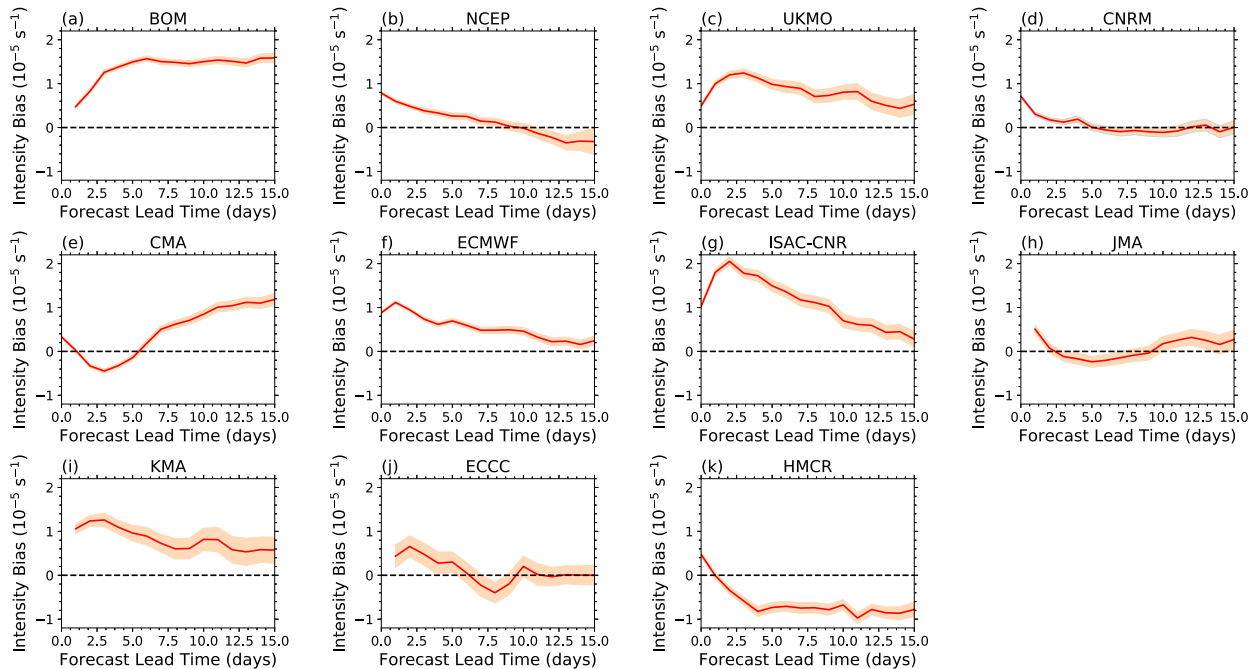 (a) BOM
Intensity Bias (10⁻⁵ s⁻¹)
2
1
0
−1
0.0 2.5 5.0 7.5 10.0 12.5 15.0
Forecast Lead Time (days)
(b) NCEP
Intensity Bias (10⁻⁵ s⁻¹)
2
1
0
−1
0.0 2.5 5.0 7.5 10.0 12.5 15.0
Forecast Lead Time (days)
(c) UKMO
Intensity Bias (10⁻⁵ s⁻¹)
2
1
0
−1
0.0 2.5 5.0 7.5 10.0 12.5 15.0
Forecast Lead Time (days)
(d) CNRM
Intensity Bias (10⁻⁵ s⁻¹)
2
1
0
−1
0.0 2.5 5.0 7.5 10.0 12.5 15.0
Forecast Lead Time (days)
(e) CMA
Intensity Bias (10⁻⁵ s⁻¹)
2
1
0
−1
0.0 2.5 5.0 7.5 10.0 12.5 15.0
Forecast Lead Time (days)
f) ECMWF
Intensity Bias (10⁻⁵ s⁻¹)
2
1
0
−1
0.0 2.5 5.0 7.5 10.0 12.5 15.0
Forecast Lead Time (days)
(g) ISAC-CNR
Intensity Bias (10⁻⁵ s⁻¹)
2
1
0
−1
0.0 2.5 5.0 7.5 10.0 12.5 15.0
Forecast Lead Time (days)
(h) JMA
Intensity Bias (10⁻⁵ s⁻¹)
2
1
0
−1
0.0 2.5 5.0 7.5 10.0 12.5 15.0
Forecast Lead Time (days)
(i) KMA
Intensity Bias (10⁻⁵ s⁻¹)
2
1
0
−1
0.0 2.5 5.0 7.5 10.0 12.5 15.0
Forecast Lead Time (days)
(j) ECCC
Intensity Bias (10⁻⁵ s⁻¹)
2
1
0
−1
0.0 2.5 5.0 7.5 10.0 12.5 15.0
Forecast Lead Time (days)
(k) HMCR
Intensity Bias (10⁻⁵ s⁻¹)
2
1
0
−1
0.0 2.5 5.0 7.5 10.0 12.5 15.0
Forecast Lead Time (days)